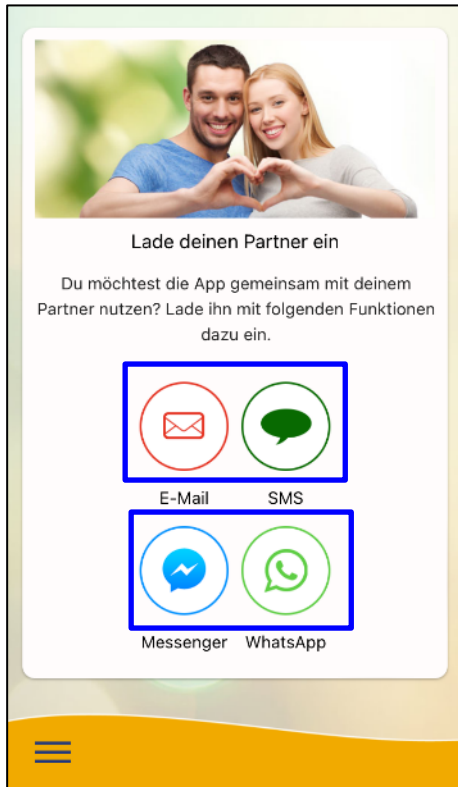 Lade deinen Partner ein
Du möchtest die App gemeinsam mit deinem
Partner nutzen? Lade ihn mit folgenden Funktionen
dazu ein.
E-Mail SMS
Messenger WhatsApp